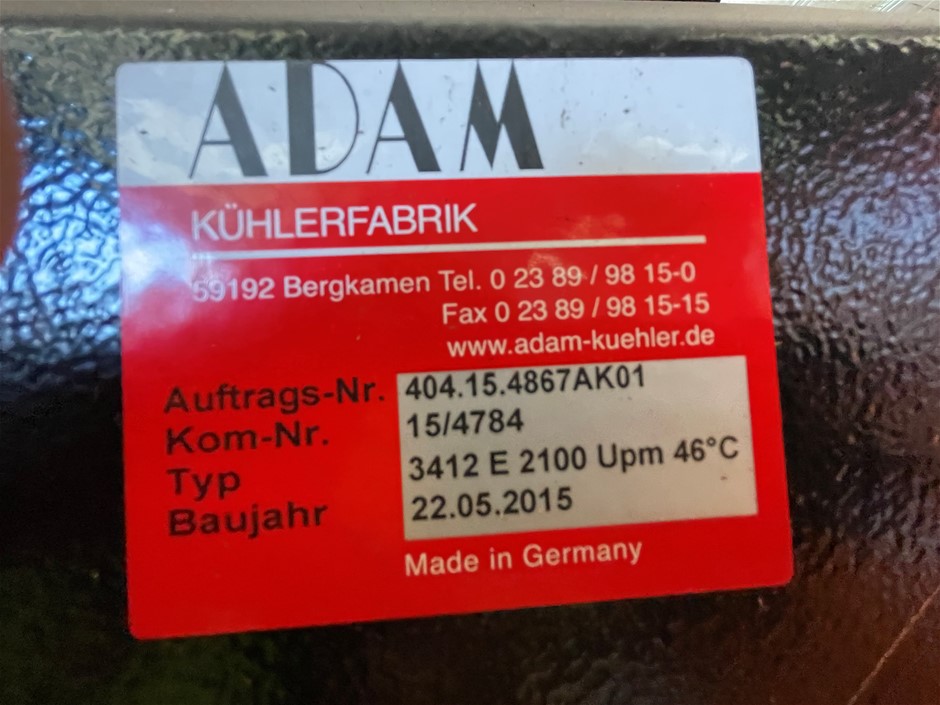 ADAM
KÜHLERFABRIK
59192 Bergkamen Tel. 0 23 89 / 98 15-0
Fax 0 23 89 / 98 15-15
www.adam-kuehler.de
Auftrags-Nr. 404.15.4867AK01
Kom-Nr. 15/4784
Typ 3412 E 2100 Upm 46°C
Baujahr 22.05.2015
Made in Germany